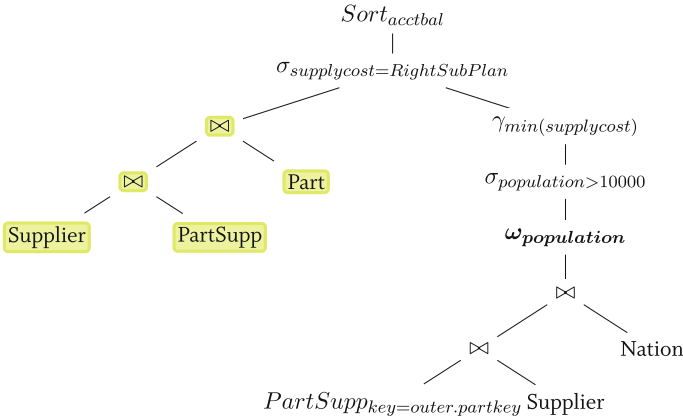 Sort_acctbal
σ_supplycost=RightSubPlan
⋈ γ_min(supplycost)
⋈ Part σ_population>10000
Supplier PartSupp ω_population
⋈
⋈ Nation
PartSupp_key=outer.partkey Supplier